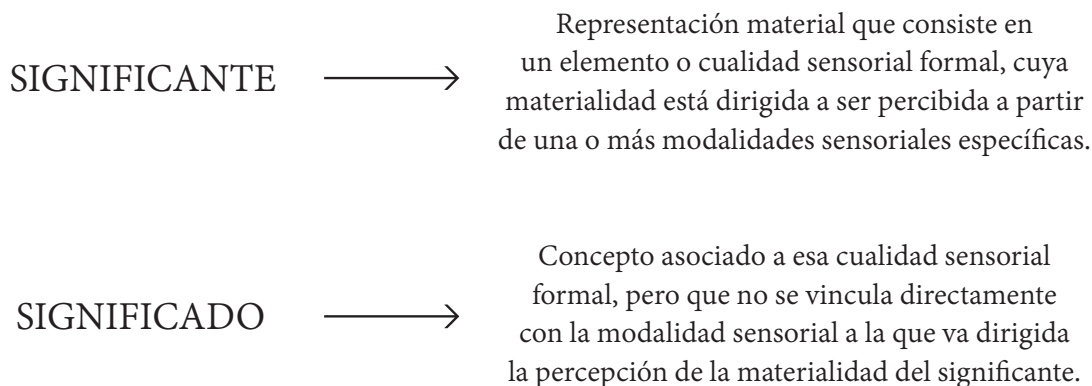 SIGNIFICANTE
Representación material que consiste en
un elemento o cualidad sensorial formal, cuya
materialidad está dirigida a ser percibida a partir
de una o más modalidades sensoriales específicas.
SIGNIFICADO
Concepto asociado a esa cualidad sensorial
formal, pero que no se vincula directamente
con la modalidad sensorial a la que va dirigida
la percepción de la materialidad del significante.